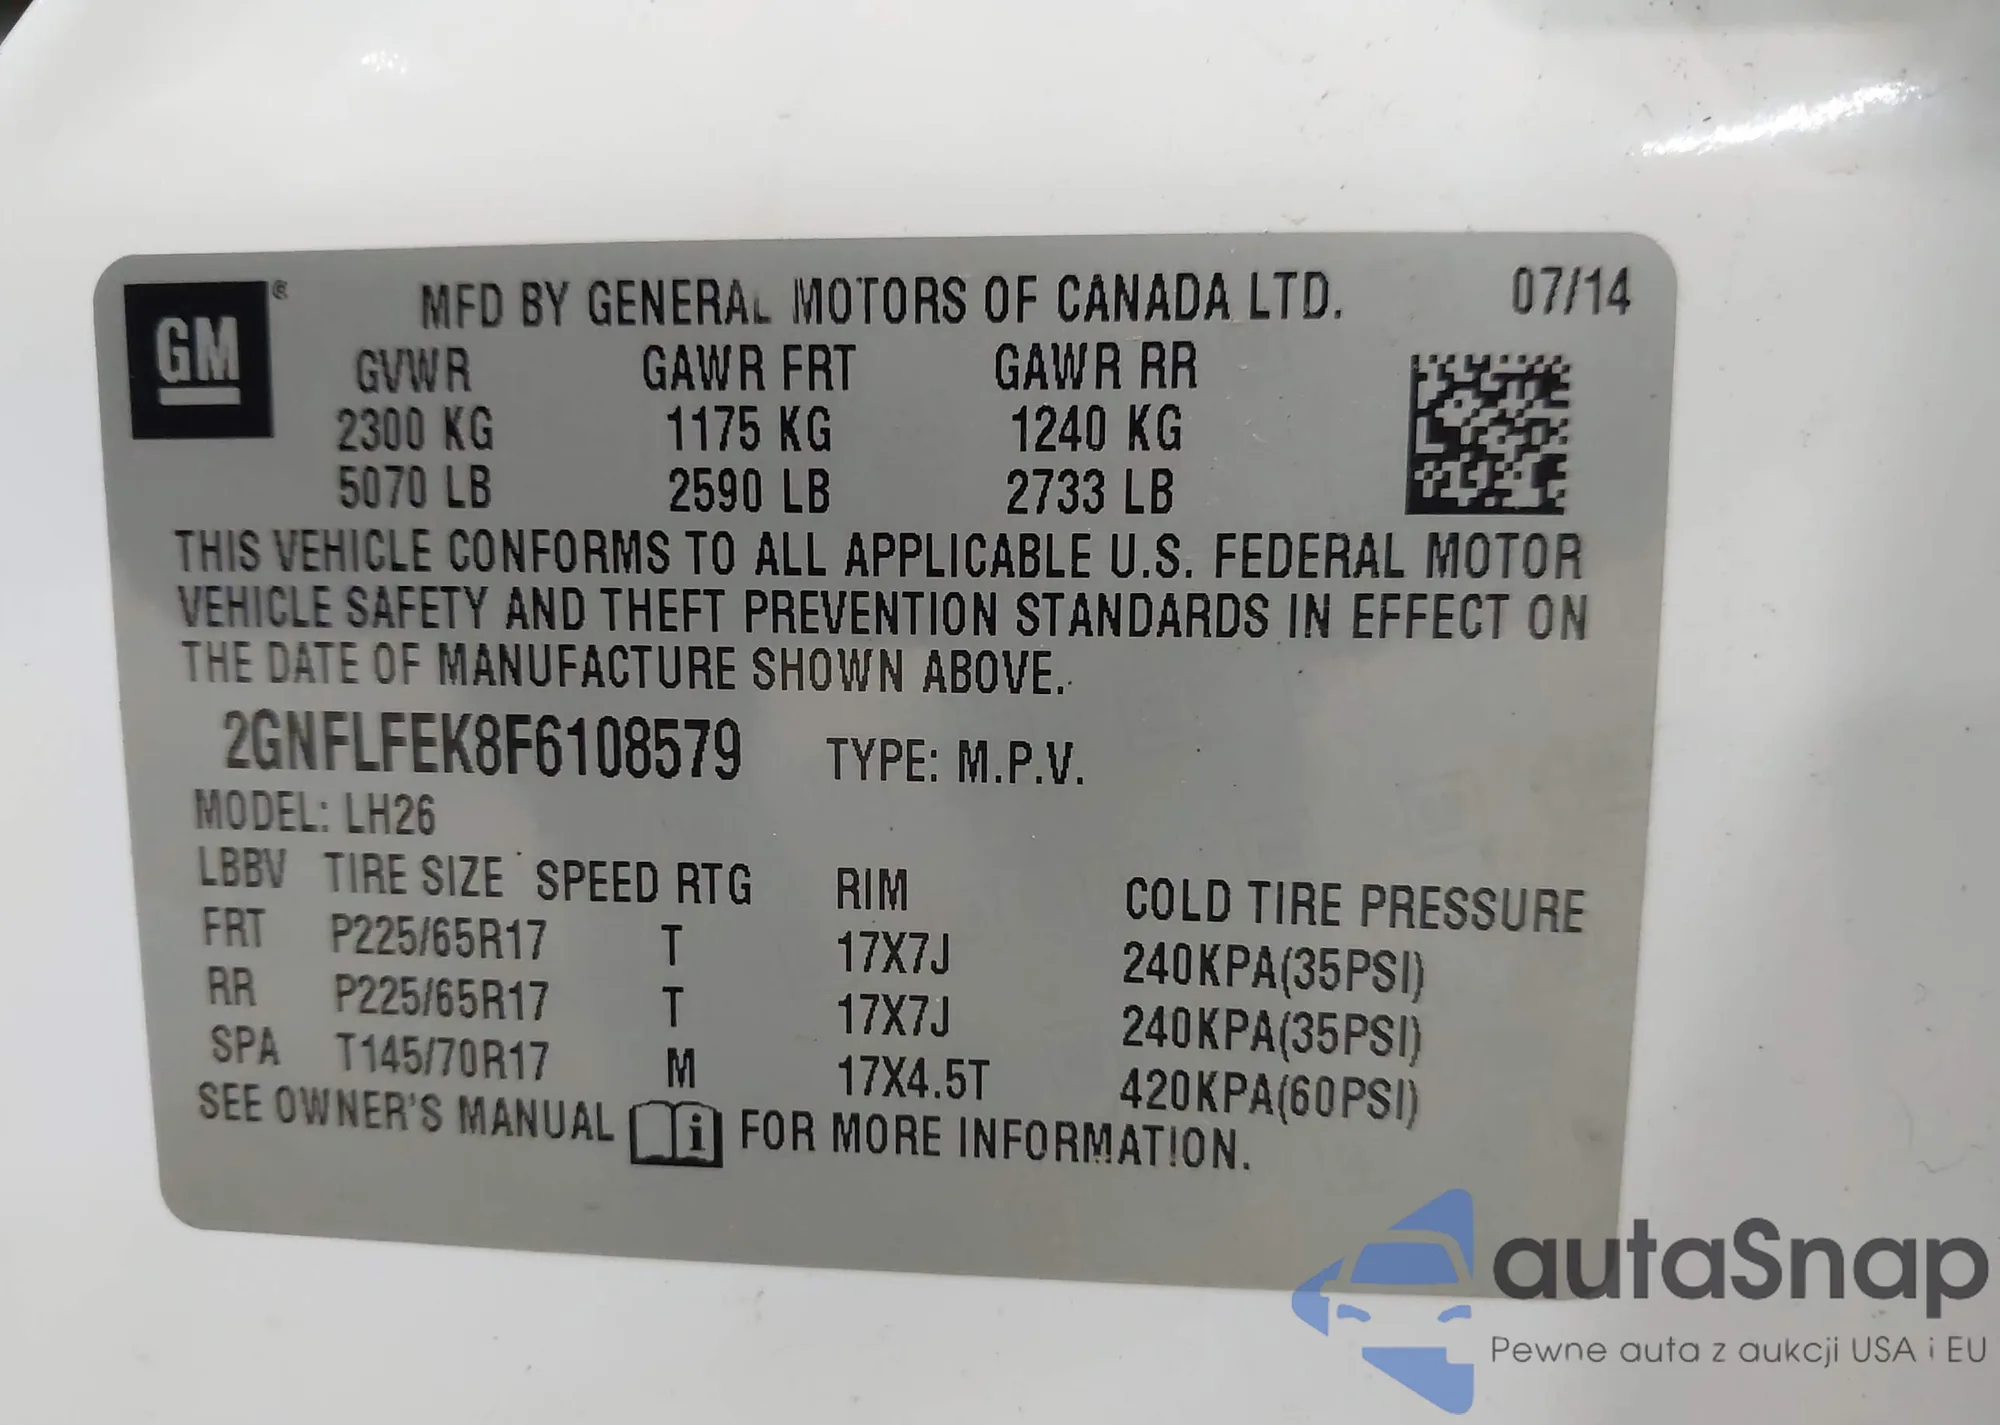 GM®
MFD BY GENERAL MOTORS OF CANADA LTD. 07/14
GVWR GAWR FRT GAWR RR
2300 KG 1175 KG 1240 KG
5070 LB 2590 LB 2733 LB
THIS VEHICLE CONFORMS TO ALL APPLICABLE U.S. FEDERAL MOTOR
VEHICLE SAFETY AND THEFT PREVENTION STANDARDS IN EFFECT ON
THE DATE OF MANUFACTURE SHOWN ABOVE.
2GNFLFEK8F6108579 TYPE: M.P.V.
MODEL: LH26
LBBV TIRE SIZE SPEED RTG RIM COLD TIRE PRESSURE
FRT P225/65R17 T 17X7J 240KPA(35PSI)
RR P225/65R17 T 17X7J 240KPA(35PSI)
SPA T145/70R17 M 17X4.5T 420KPA(60PSI)
SEE OWNER'S MANUAL i FOR MORE INFORMATION.
autaSnap
Pewne auta z aukcji USA i EU